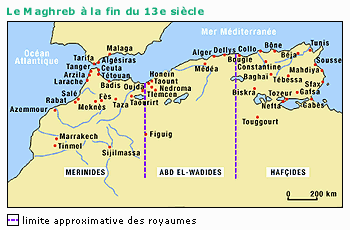 Le Maghreb à la fin du 13e siècle
Mer Méditerranée
Océan
Atlantique
Malaga
Tarifa
Algésiras
Tanger
Ceuta
Arzila
Tétouan
Larache
Badis
Oujda
Salé
Rabat
Fès
Taza
Taourirt
Meknès
Azemmour
Marrakech
Tinmel
Sijilmassa
Figuig
Honeïn
Taount
Nedroma
Tlemcen
Médéa
Alger
Dellys
Collo
Bougie
Bône
Tunis
Béja
Constantine
Sousse
Baghaï
Mahdiya
Tébessa
Sfax
Biskra
Tozeur
Gafsa
Nefta
Gabès
Touggourt
MERINIDES
ABD EL-WADIDES
HAFÇIDES
0 200 km
limite approximative des royaumes